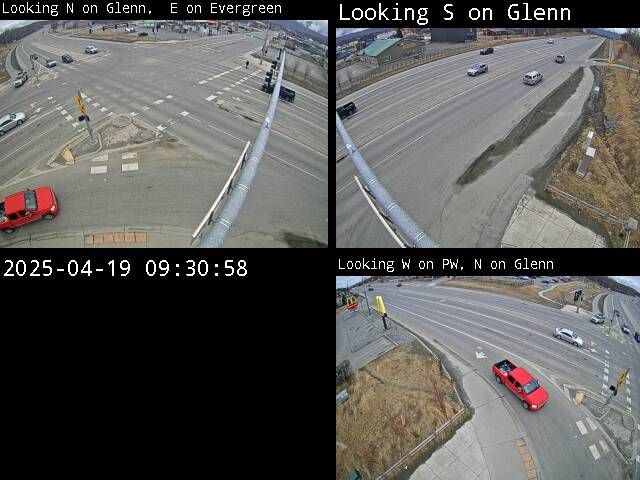 Looking N on Glenn, E on Evergreen
Looking S on Glenn
2025-04-19 09:30:58
Looking W on PW, N on Glenn